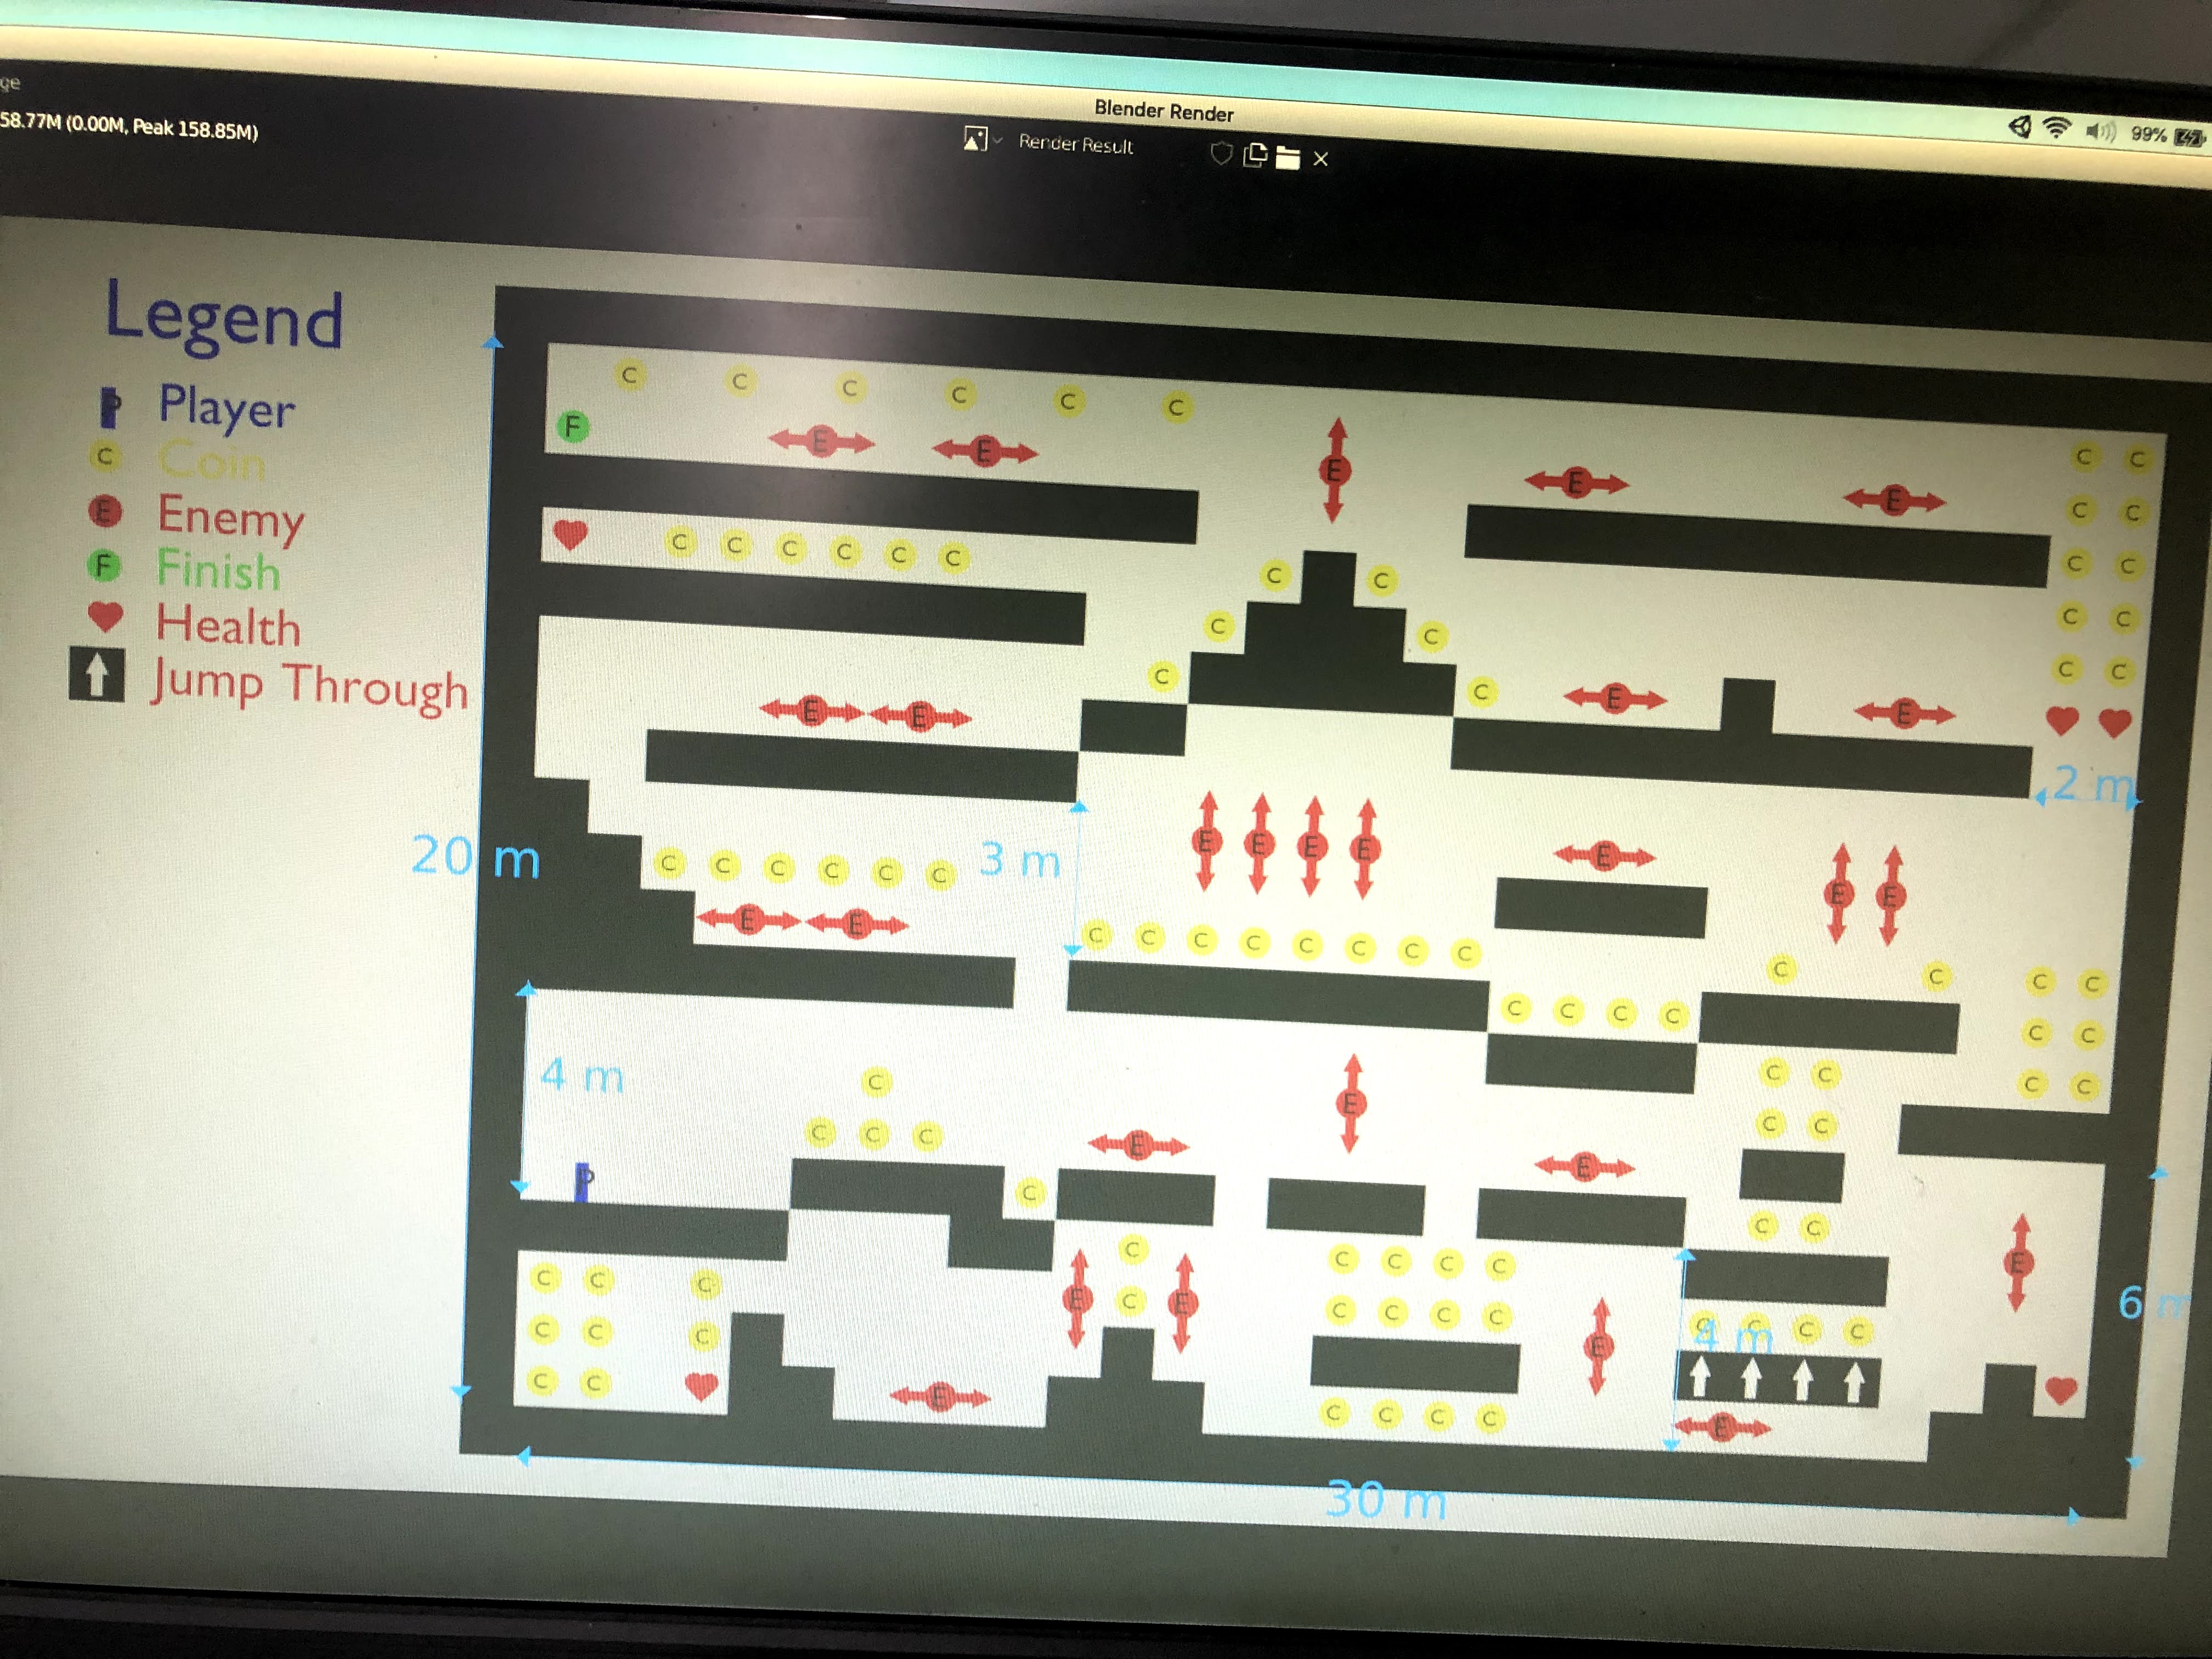 ge
58.77M (0.00M, Peak 158.85M)
Blender Render
Render Result
99%
Legend
P Player
C Coin
E Enemy
F Finish
Health
Jump Through
C C C C C C
F E E E E E
C C
C C
C C C C C C
C C
C C
C C
C C
C C
C C
C E E
E E
2 m
20 m
3 m
E E E E
E
E E
C C C C C C
E E
C C C C C C C C
C C
C C
C C C C
C C
C C
4 m
C
C C C
E
E
E
C C
C C
P
C
C C
C C C
C C C
C C
C
C
E E
C C C C
C C C C
E
E
6 m
C C C C
4 m
E
C C C C
E
30 m